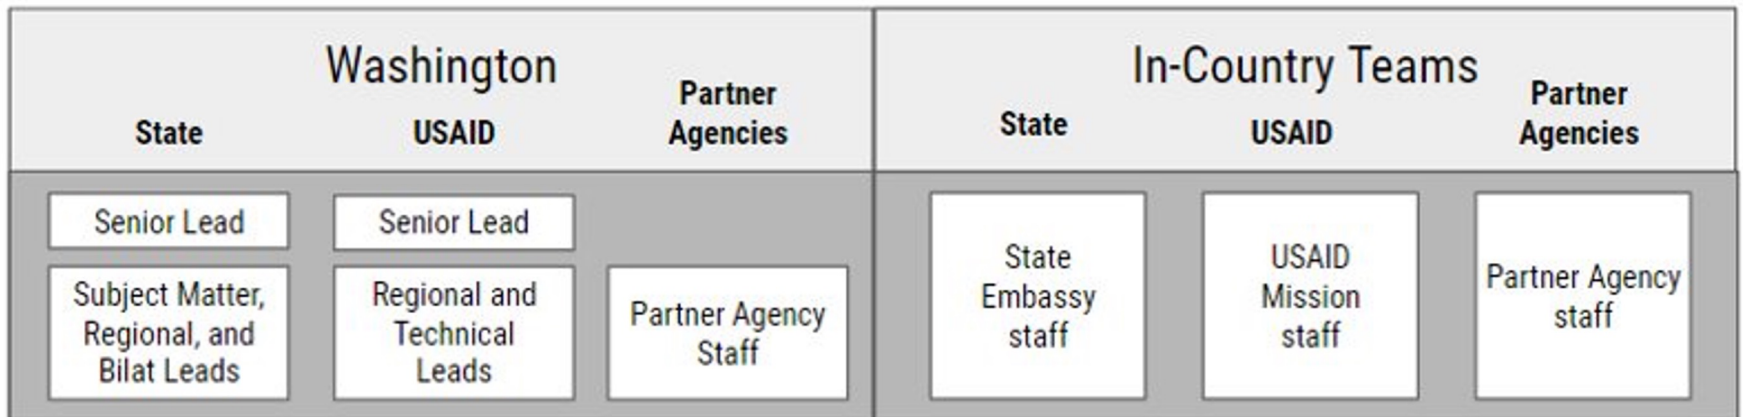 Washington
State
USAID
Partner
Agencies
Senior Lead
Subject Matter,
Regional, and
Bilat Leads
Senior Lead
Regional and
Technical
Leads
Partner Agency
Staff
In-Country Teams
State
USAID
Partner
Agencies
State
Embassy
staff
USAID
Mission
staff
Partner Agency
staff